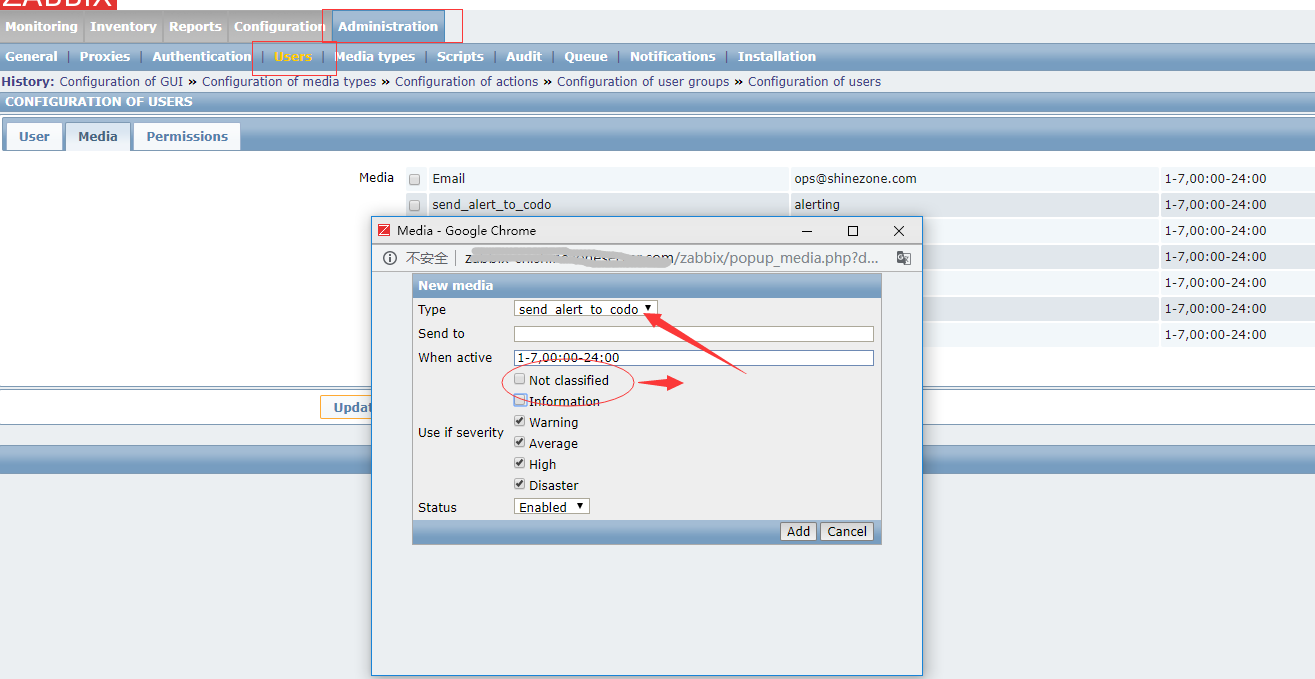 ZABBIX
Monitoring Inventory Reports Configuration Administration
General | Proxies | Authentication | Users | Media types | Scripts | Audit | Queue | Notifications | Installation
History: Configuration of GUI » Configuration of media types » Configuration of actions » Configuration of user groups » Configuration of users
CONFIGURATION OF USERS
User Media Permissions
Media Email ops@shinezone.com 1-7,00:00-24:00
send_alert_to_codo alerting 1-7,00:00-24:00
Media - Google Chrome 1-7,00:00-24:00
不安全 /zabbix/popup_media.php?d... 1-7,00:00-24:00
New media 1-7,00:00-24:00
Type send_alert_to_codo 1-7,00:00-24:00
Send to 1-7,00:00-24:00
When active 1-7,00:00-24:00
Not classified
Information
Updat
Warning
Use if severity
Average
High
Disaster
Status Enabled
Add Cancel